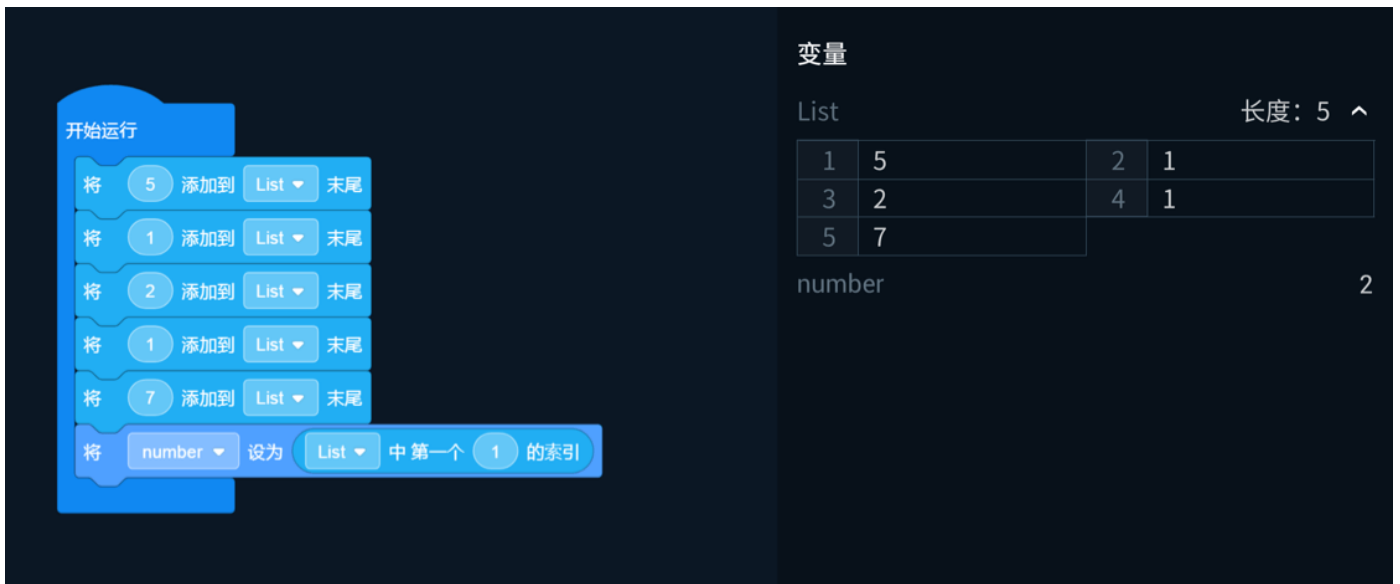 开始运行
将 5 添加到 List 末尾
将 1 添加到 List 末尾
将 2 添加到 List 末尾
将 1 添加到 List 末尾
将 7 添加到 List 末尾
将 number 设为 List 中 第一个 1 的索引
变量
List 长度：5
1 5 2 1
3 2 4 1
5 7
number 2